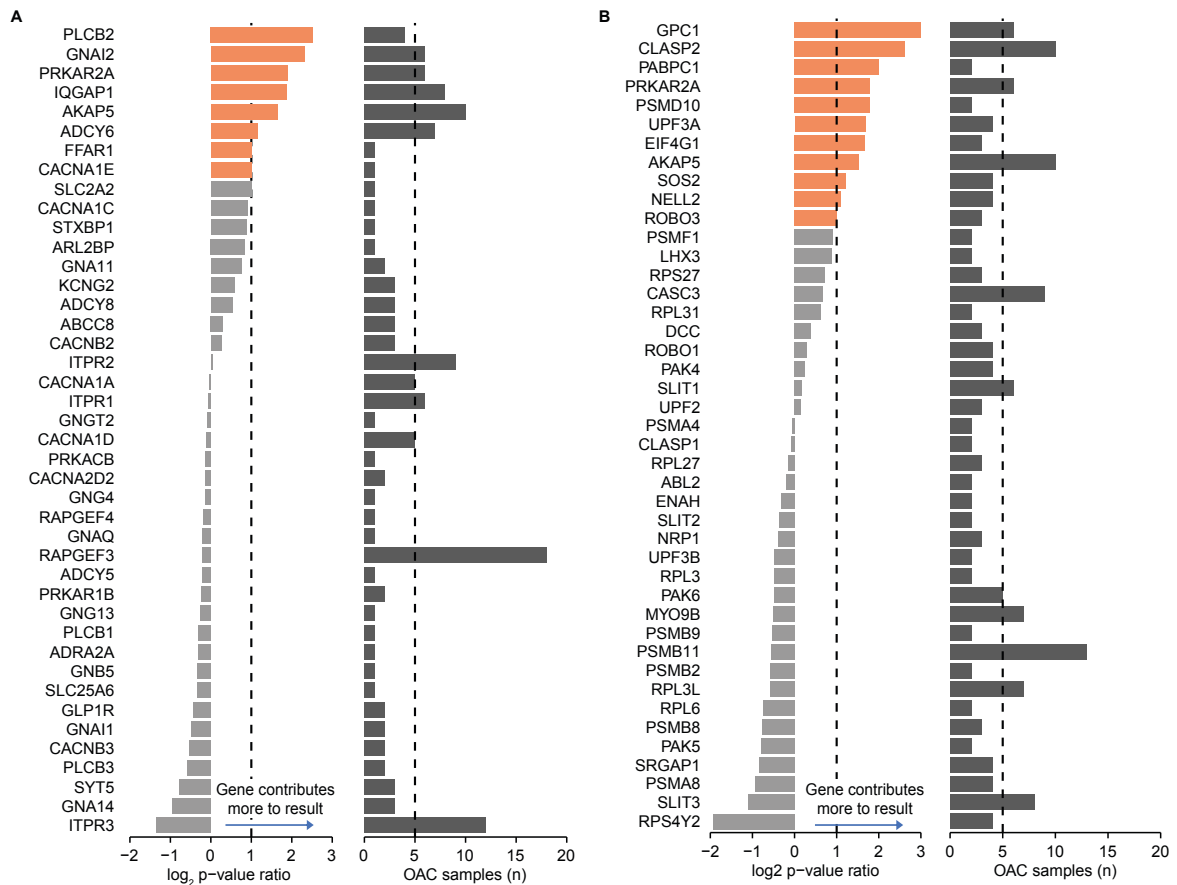 A
PLCB2
GNAI2
PRKAR2A
IQGAP1
AKAP5
ADCY6
FFAR1
CACNA1E
SLC2A2
CACNA1C
STXBP1
ARL2BP
GNA11
KCNG2
ADCY8
ABCC8
CACNB2
ITPR2
CACNA1A
ITPR1
GNGT2
CACNA1D
PRKACB
CACNA2D2
GNG4
RAPGEF4
GNAQ
RAPGEF3
ADCY5
PRKAR1B
GNG13
PLCB1
ADRA2A
GNB5
SLC25A6
GLP1R
GNAI1
CACNB3
PLCB3
SYT5
GNA14
ITPR3
Gene contributes
more to result
−2 −1 0 1 2 3
log2 p-value ratio
0 5 10 15 20
OAC samples (n)
B
GPC1
CLASP2
PABPC1
PRKAR2A
PSMD10
UPF3A
EIF4G1
AKAP5
SOS2
NELL2
ROBO3
PSMF1
LHX3
RPS27
CASC3
RPL31
DCC
ROBO1
PAK4
SLIT1
UPF2
PSMA4
CLASP1
RPL27
ABL2
ENAH
SLIT2
NRP1
UPF3B
RPL3
PAK6
MYO9B
PSMB9
PSMB11
PSMB2
RPL3L
RPL6
PSMB8
PAK5
SRGAP1
PSMA8
SLIT3
RPS4Y2
Gene contributes
more to result
−2 −1 0 1 2 3
log2 p-value ratio
0 5 10 15 20
OAC samples (n)